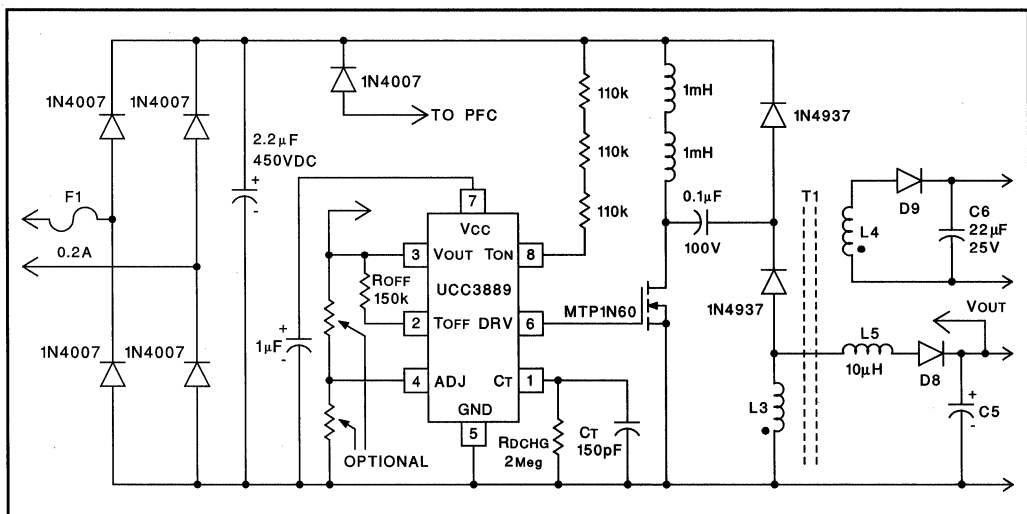 1N4007
1N4007
1N4007
TO PFC
2.2µF
450VDC
+
-
110k
110k
110k
1mH
1mH
1N4937
F1
0.2A
7
VCC
3
VOUT
TON
8
ROFF
150k
UCC3889
2
TOFF
DRV
6
MTP1N60
0.1µF
100V
1N4937
T1
L4
D9
C6
22µF
25V
VOUT
L5
10µH
D8
1N4007
1N4007
+
1µF
-
4
ADJ
CT
1
GND
5
OPTIONAL
RDCHG
2Meg
CT
150pF
L3
+
C5
-